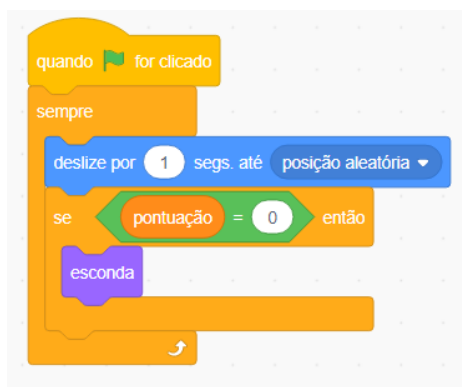 quando for clicado
sempre
deslize por 1 segs. até posição aleatória
se pontuação = 0 então
esconda